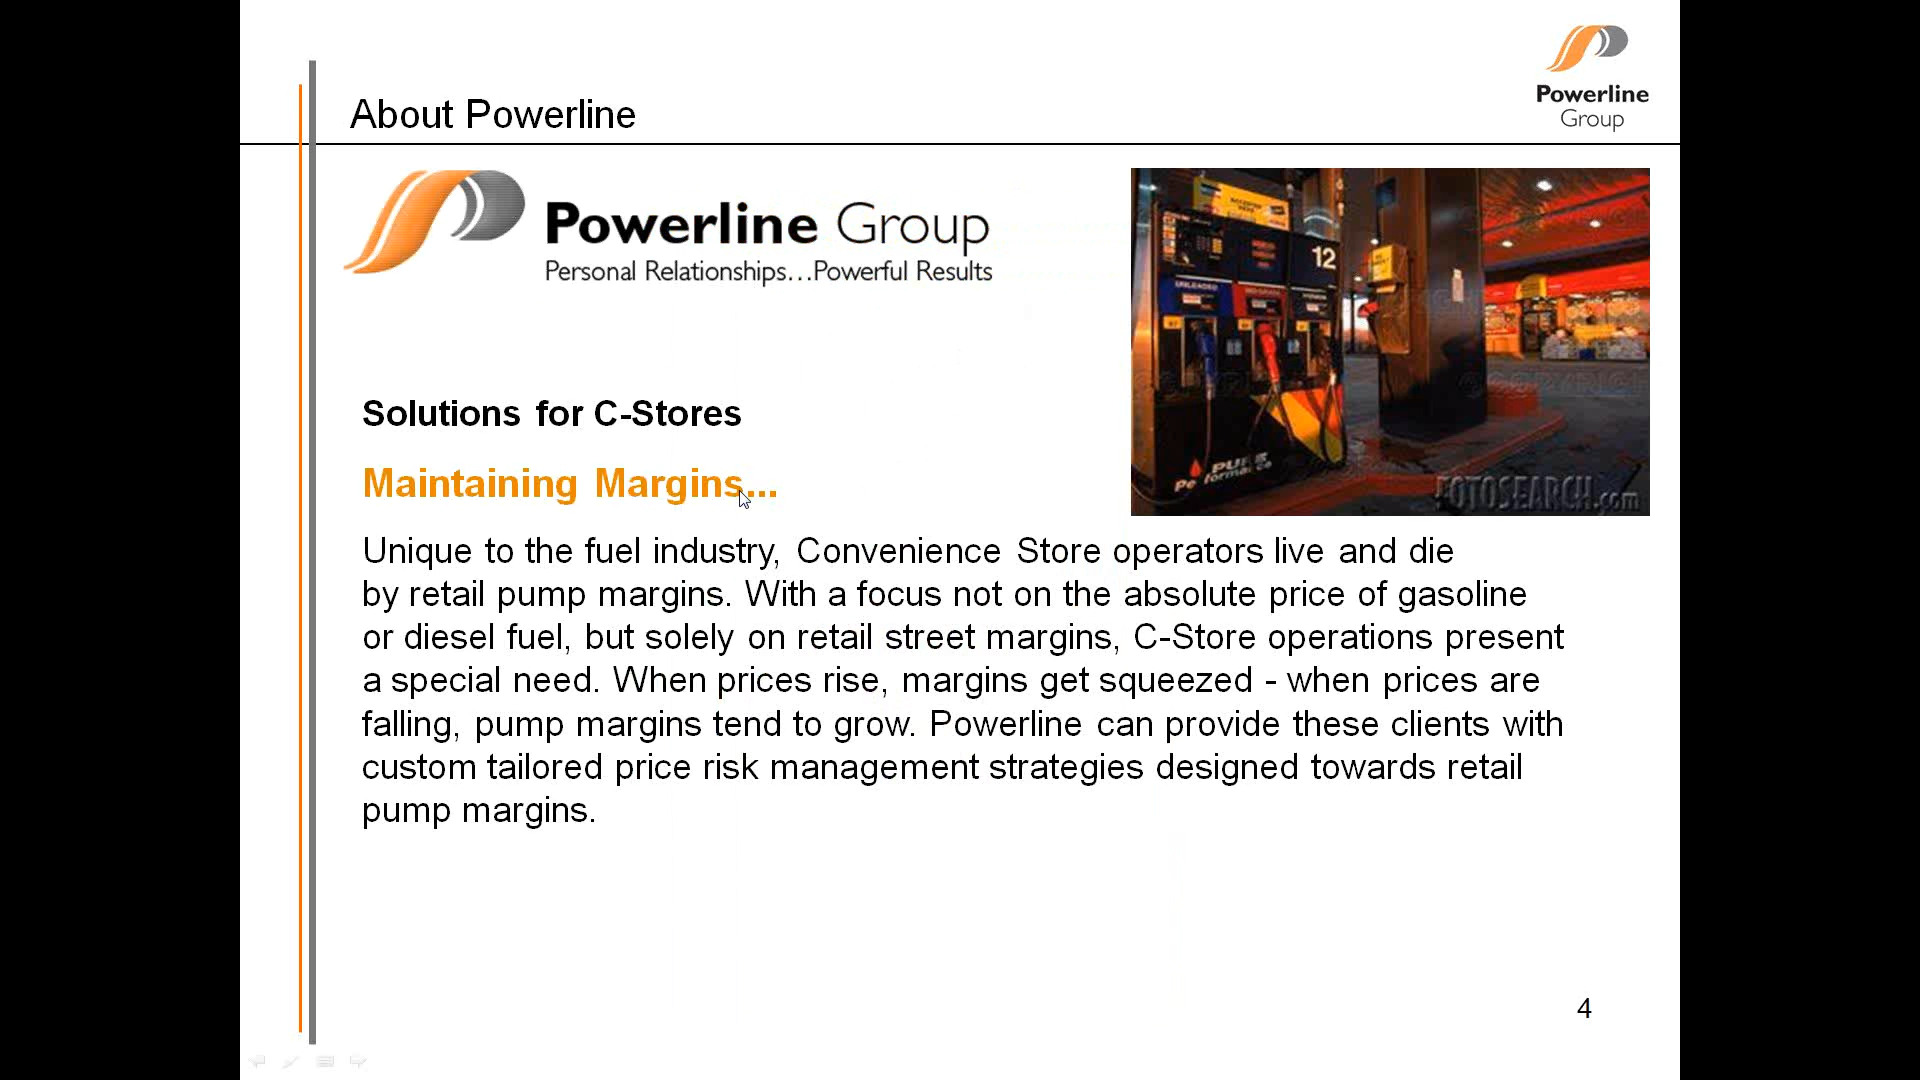 About Powerline
Powerline
Group
Powerline Group
Personal Relationships...Powerful Results
12
UNLEADED
PURE
Performance
FOTOSEARCH.com
Solutions for C-Stores
Maintaining Margins...
Unique to the fuel industry, Convenience Store operators live and die
by retail pump margins. With a focus not on the absolute price of gasoline
or diesel fuel, but solely on retail street margins, C-Store operations present
a special need. When prices rise, margins get squeezed - when prices are
falling, pump margins tend to grow. Powerline can provide these clients with
custom tailored price risk management strategies designed towards retail
pump margins.
4